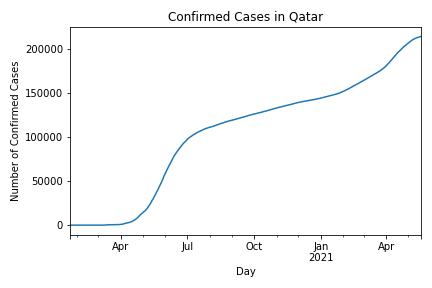 Confirmed Cases in Qatar
Number of Confirmed Cases
200000
150000
100000
50000
0
Apr
Jul
Oct
Jan
2021
Apr
Day